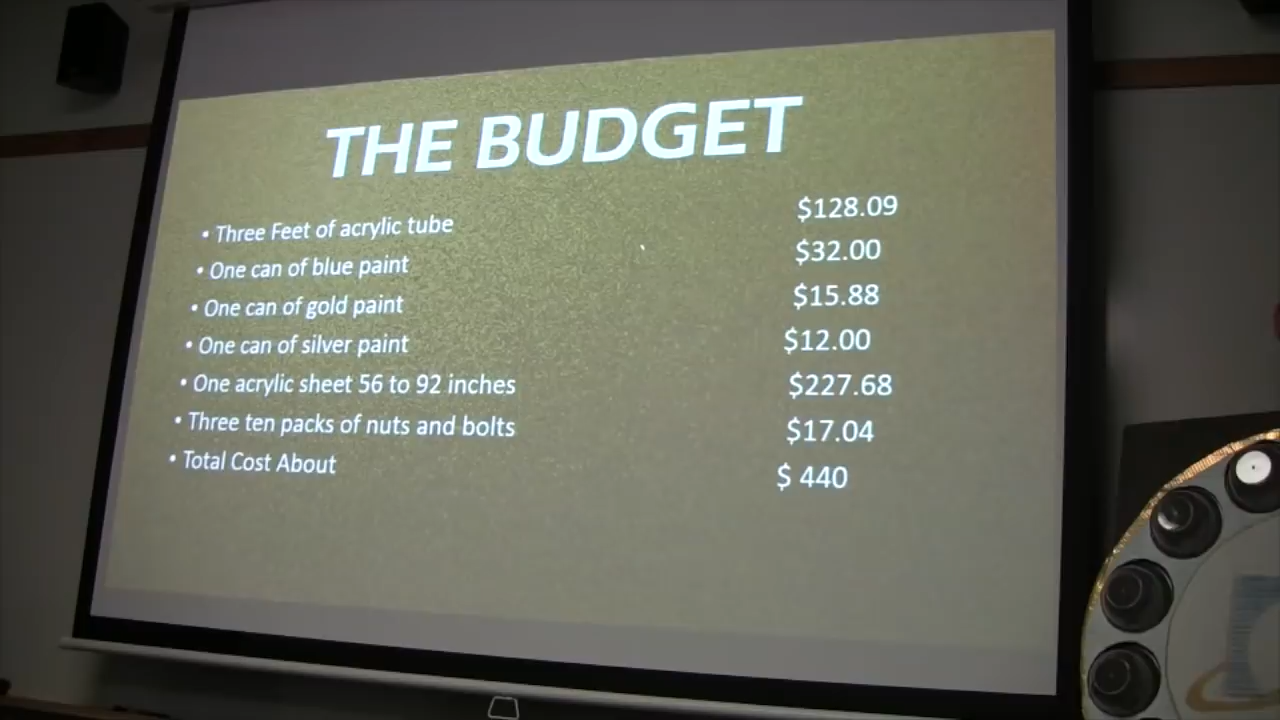 THE BUDGET
• Three Feet of acrylic tube $128.09
• One can of blue paint $32.00
• One can of gold paint $15.88
• One can of silver paint $12.00
• One acrylic sheet 56 to 92 inches $227.68
• Three ten packs of nuts and bolts $17.04
• Total Cost About $ 440